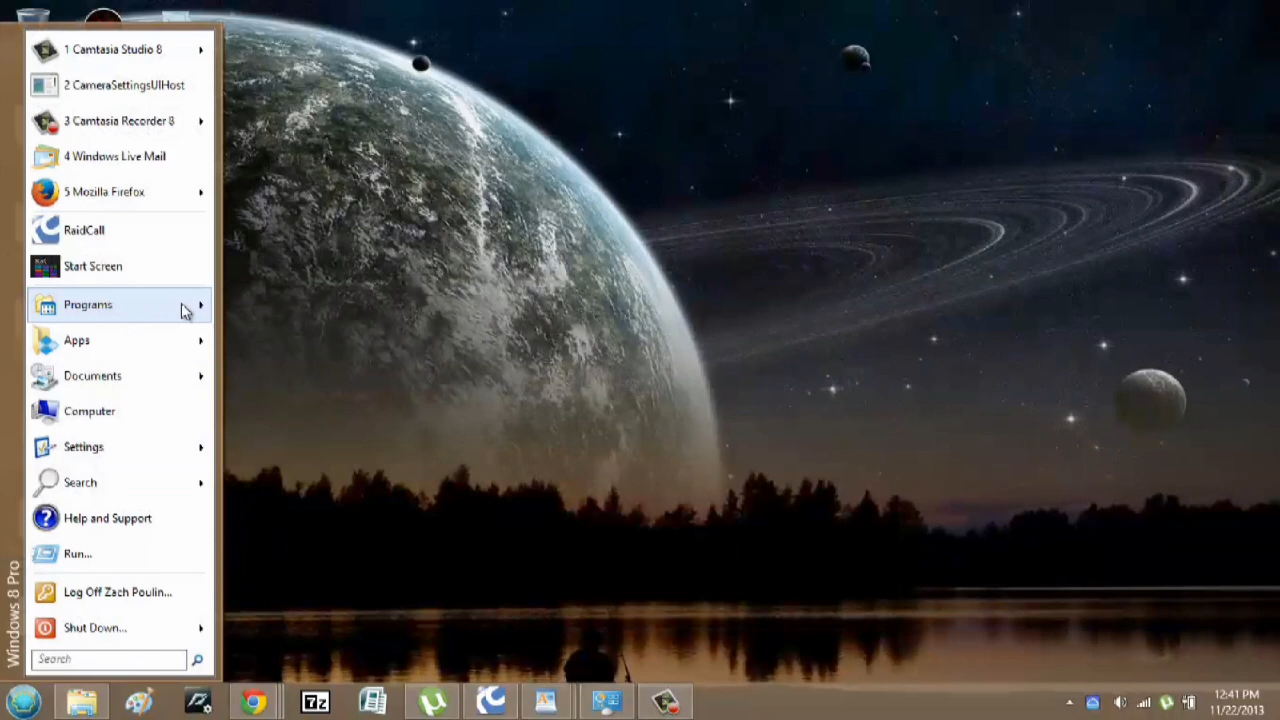 1 Camtasia Studio 8
2 CameraSettingsUIHost
3 Camtasia Recorder 8
4 Windows Live Mail
5 Mozilla Firefox
RaidCall
Start Screen
Programs
Apps
Documents
Computer
Settings
Search
Help and Support
Run...
Log Off Zach Poulin...
Shut Down...
Search
Windows 8 Pro
7z
12:41 PM
11/22/2013